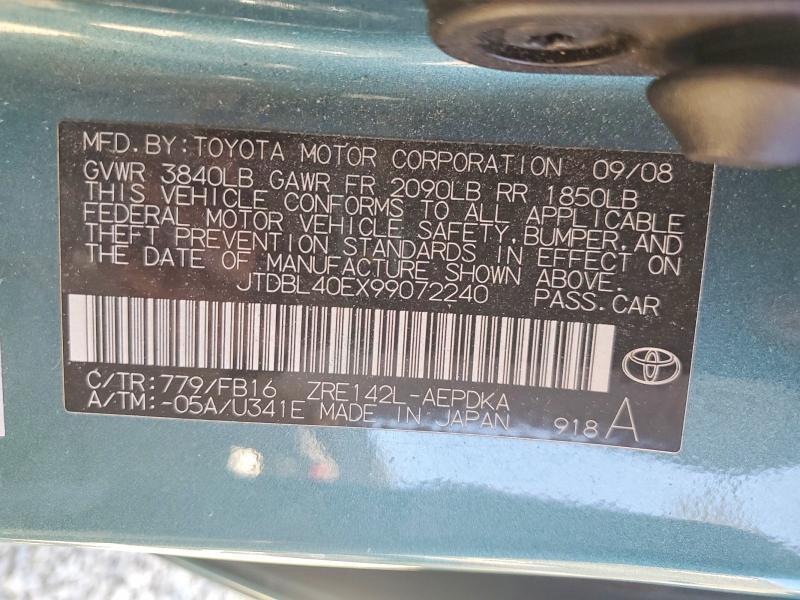 MFD.BY:TOYOTA MOTOR CORPORATION 09/08
GVWR 3840LB GAWR FR 2090LB RR 1850LB
THIS VEHICLE CONFORMS TO ALL APPLICABLE
FEDERAL MOTOR VEHICLE SAFETY,BUMPER,AND
THEFT PREVENTION STANDARDS IN EFFECT ON
THE DATE OF MANUFACTURE SHOWN ABOVE.
JTDBL40EX99072240 PASS.CAR
C/TR:779/FB16 ZRE142L-AEPDKA
A/TM:-05A/U341E MADE IN JAPAN 918 A